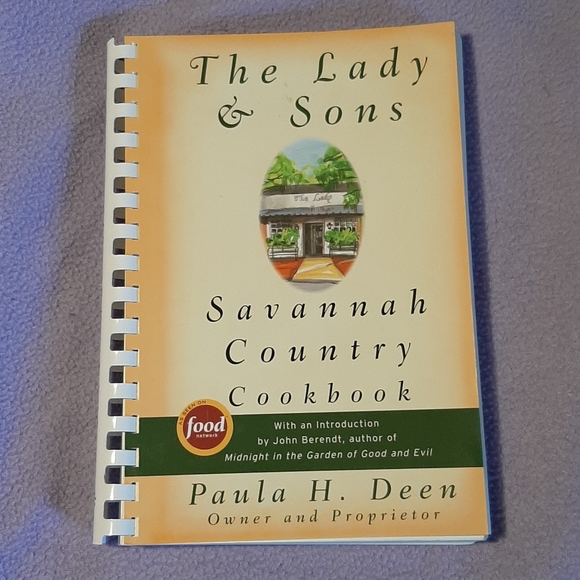 The Lady
& Sons
The Lady
Savannah
Country
Cookbook
AS SEEN ON
food
network
With an Introduction
by John Berendt, author of
Midnight in the Garden of Good and Evil
Paula H. Deen
Owner and Proprietor